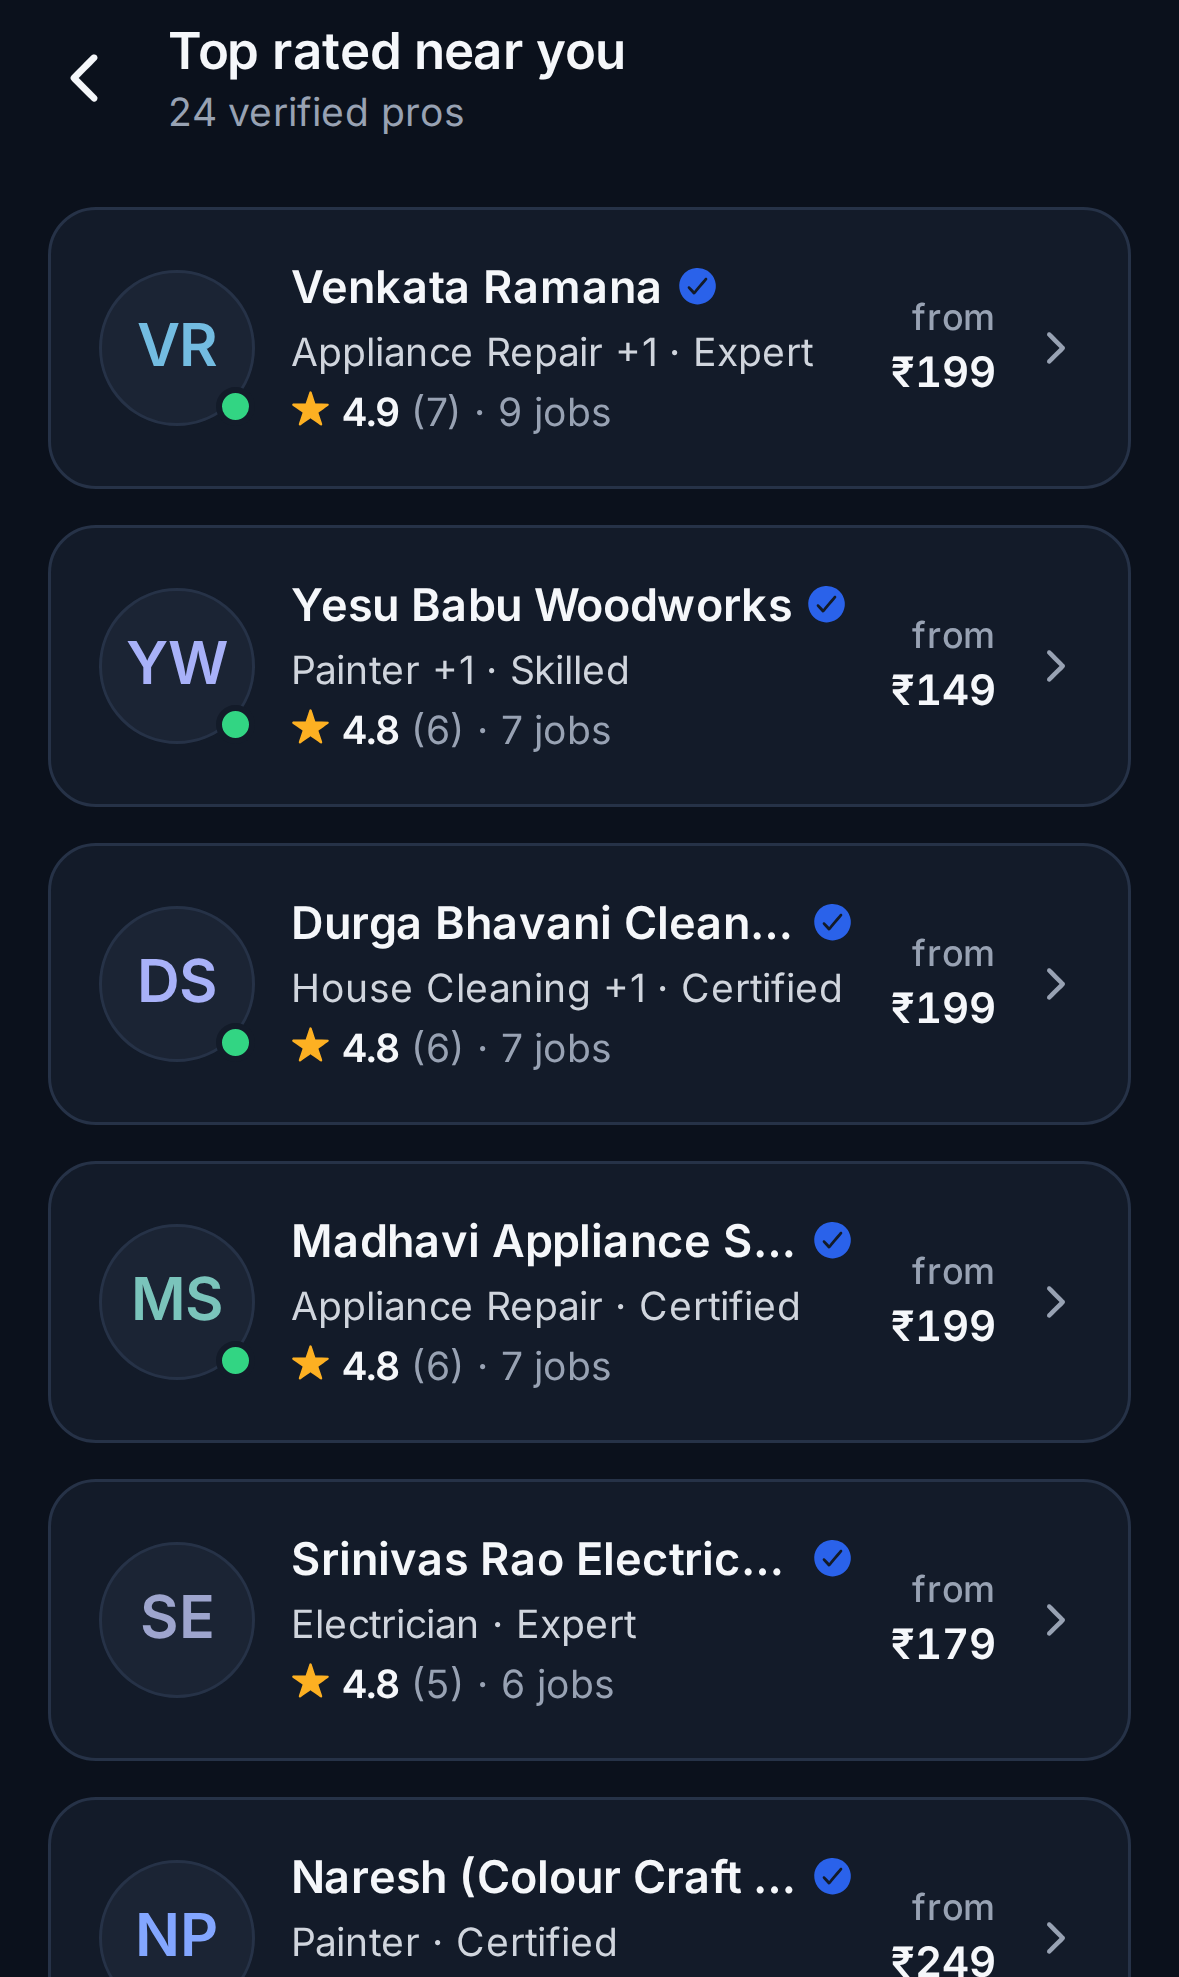 Top rated near you
24 verified pros
VR
Venkata Ramana
Appliance Repair +1 · Expert
4.9 (7) · 9 jobs
from
₹199
YW
Yesu Babu Woodworks
Painter +1 · Skilled
4.8 (6) · 7 jobs
from
₹149
DS
Durga Bhavani Clean...
House Cleaning +1 · Certified
4.8 (6) · 7 jobs
from
₹199
MS
Madhavi Appliance S...
Appliance Repair · Certified
4.8 (6) · 7 jobs
from
₹199
SE
Srinivas Rao Electric...
Electrician · Expert
4.8 (5) · 6 jobs
from
₹179
NP
Naresh (Colour Craft ...
Painter · Certified
from
₹249